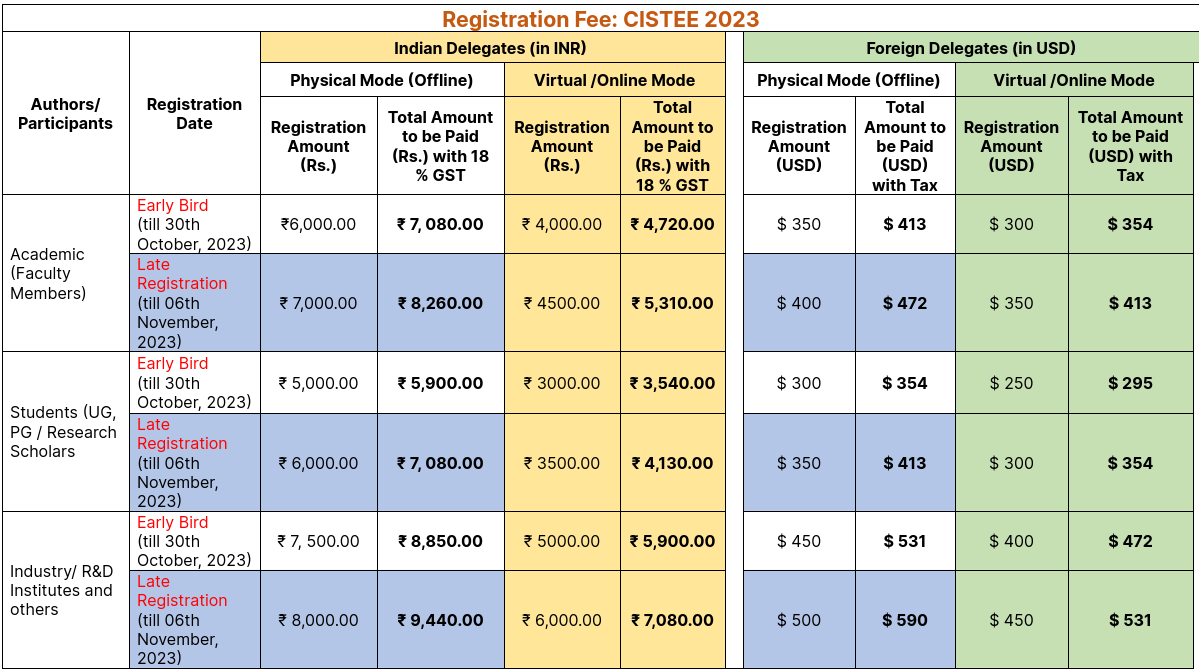 Registration Fee: CISTEE 2023
Authors/
Participants
Registration
Date
Indian Delegates (in INR)
Foreign Delegates (in USD)
Physical Mode (Offline)
Virtual /Online Mode
Physical Mode (Offline)
Virtual /Online Mode
Registration
Amount
(Rs.)
Total Amount
to be Paid
(Rs.) with 18
% GST
Registration
Amount
(Rs.)
Total
Amount to
be Paid
(Rs.) with
18 % GST
Registration
Amount
(USD)
Total
Amount to
be Paid
(USD)
with Tax
Registration
Amount
(USD)
Total Amount
to be Paid
(USD) with
Tax
Academic
(Faculty
Members)
Early Bird
(till 30th
October, 2023)
₹6,000.00
₹ 7, 080.00
₹ 4,000.00
₹ 4,720.00
$ 350
$ 413
$ 300
$ 354
Late
Registration
(till 06th
November,
2023)
₹ 7,000.00
₹ 8,260.00
₹ 4500.00
₹ 5,310.00
$ 400
$ 472
$ 350
$ 413
Students (UG,
PG / Research
Scholars
Early Bird
(till 30th
October, 2023)
₹ 5,000.00
₹ 5,900.00
₹ 3000.00
₹ 3,540.00
$ 300
$ 354
$ 250
$ 295
Late
Registration
(till 06th
November,
2023)
₹ 6,000.00
₹ 7, 080.00
₹ 3500.00
₹ 4,130.00
$ 350
$ 413
$ 300
$ 354
Industry/ R&D
Institutes and
others
Early Bird
(till 30th
October, 2023)
₹ 7, 500.00
₹ 8,850.00
₹ 5000.00
₹ 5,900.00
$ 450
$ 531
$ 400
$ 472
Late
Registration
(till 06th
November,
2023)
₹ 8,000.00
₹ 9,440.00
₹ 6,000.00
₹ 7,080.00
$ 500
$ 590
$ 450
$ 531